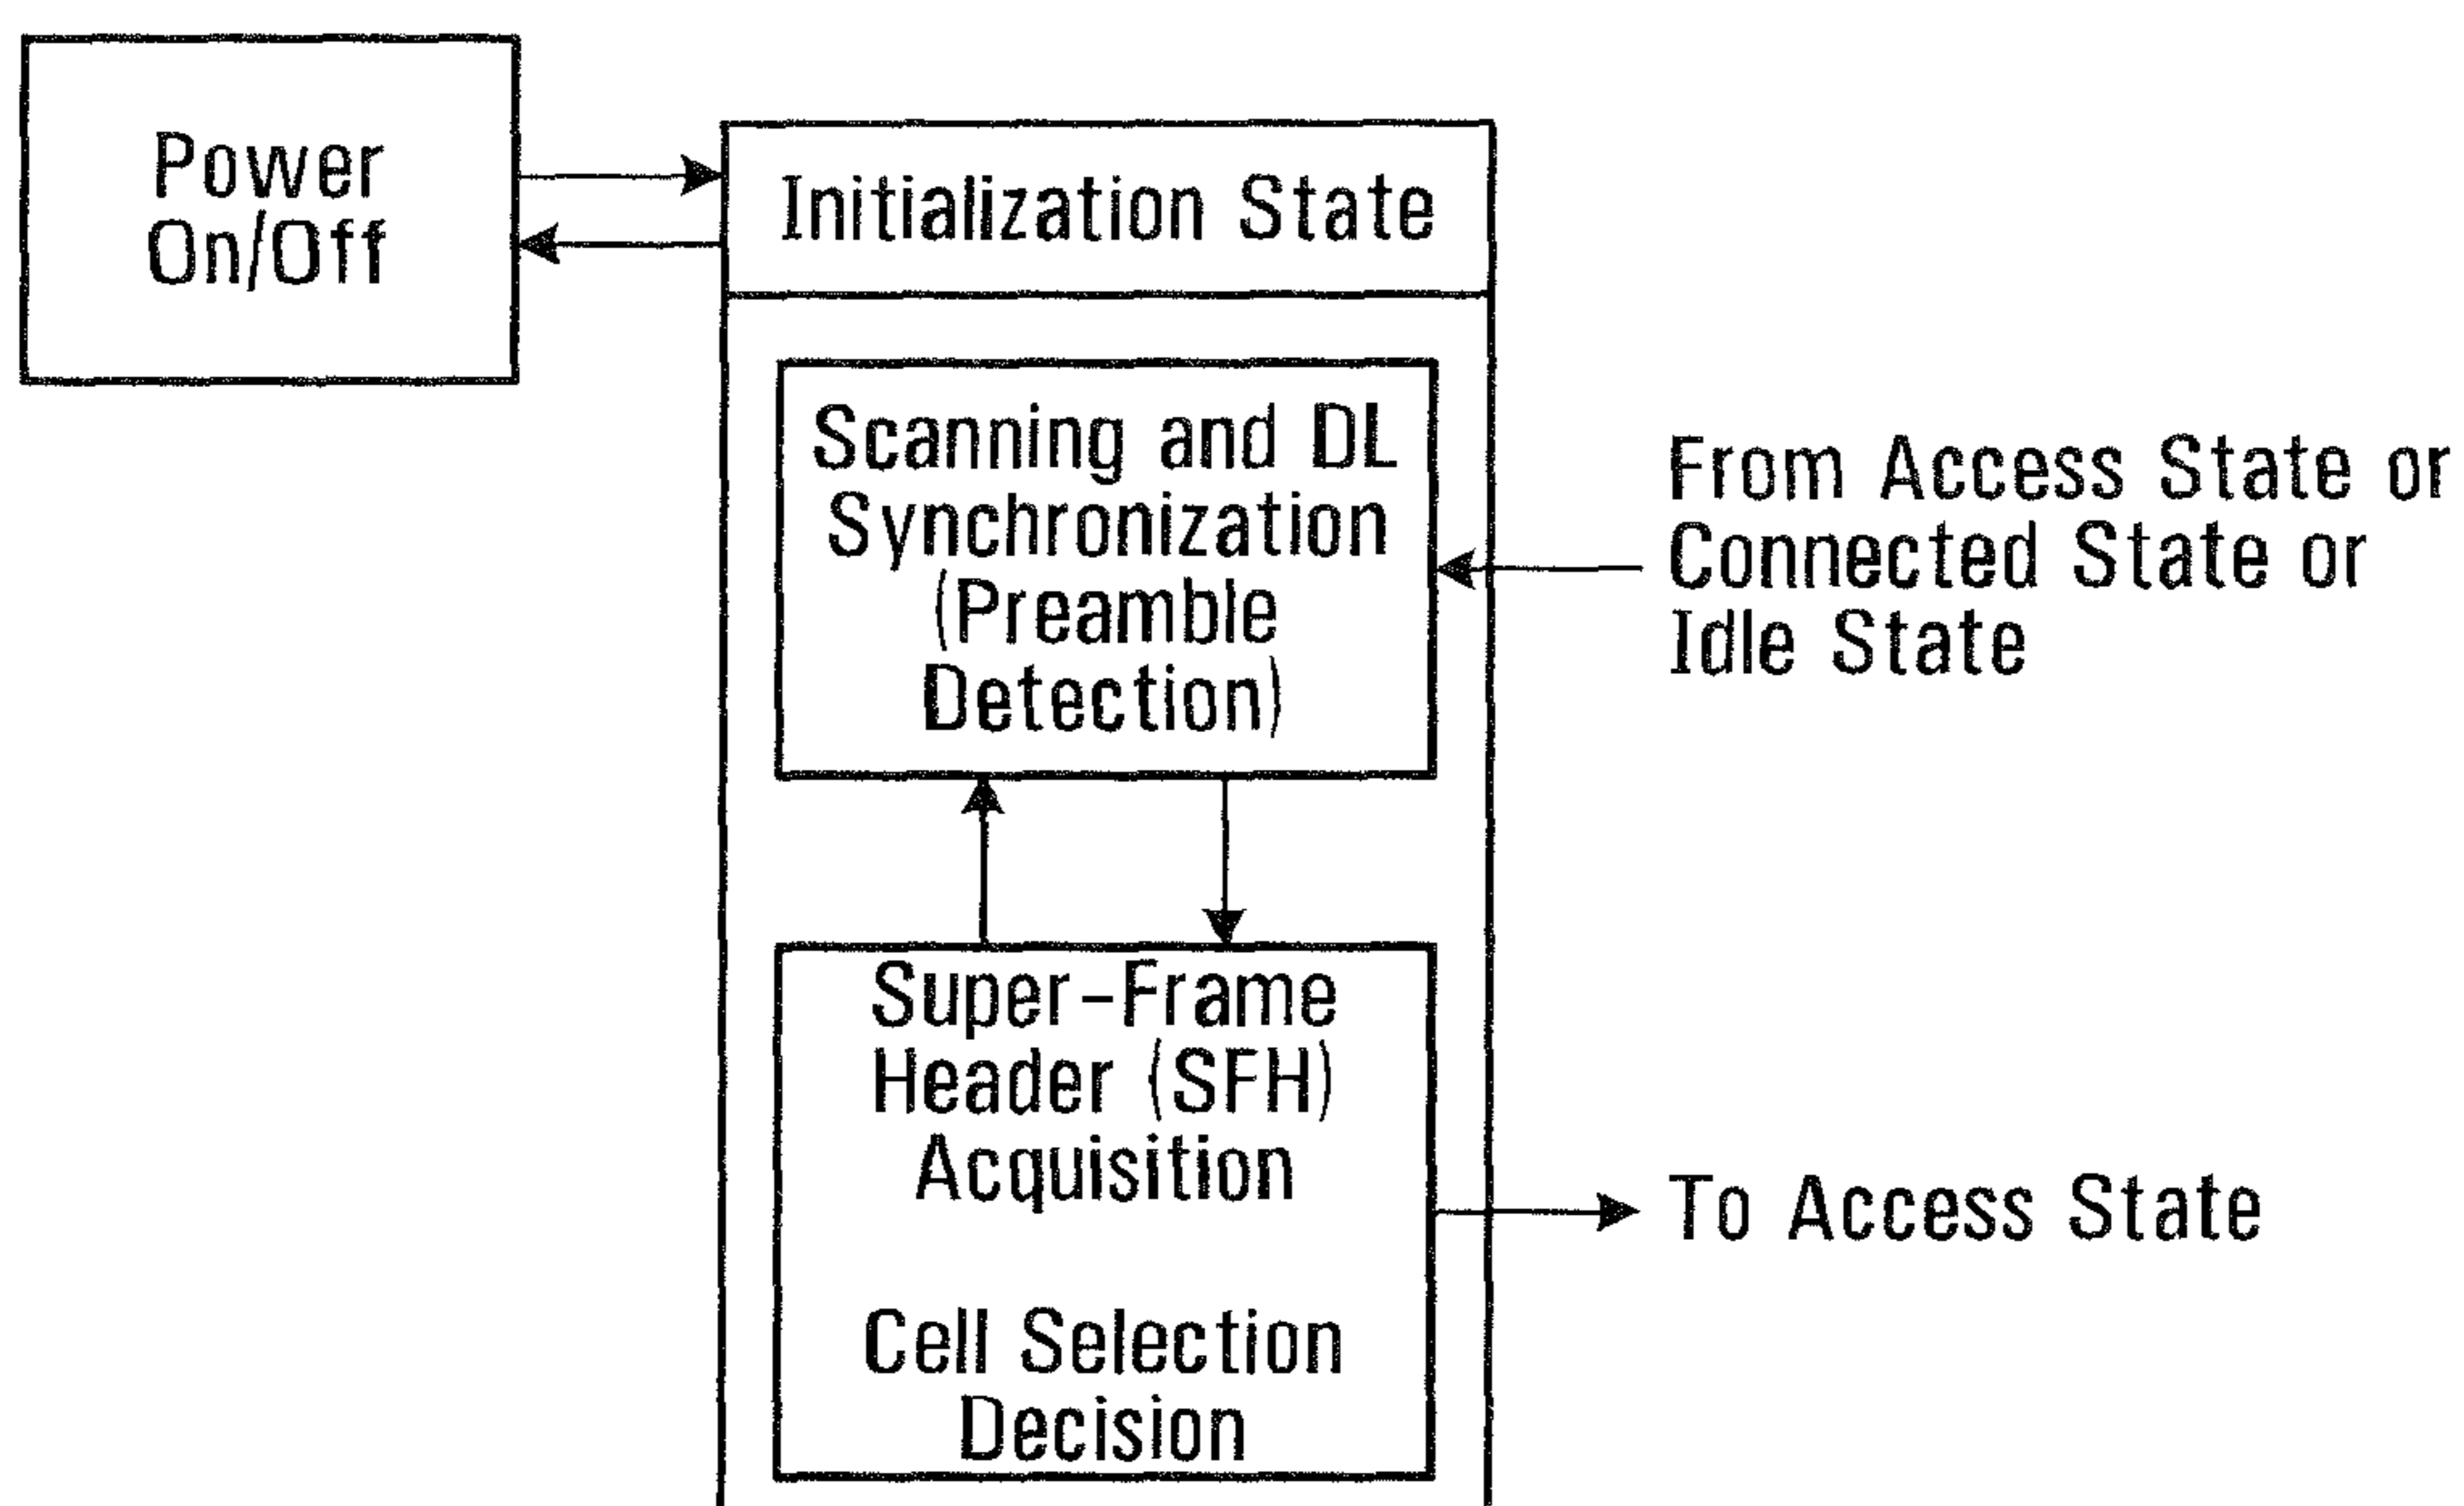 Power
On/Off
Initialization State
Scanning and DL
Synchronization
(Preamble
Detection)
From Access State or
Connected State or
Idle State
Super-Frame
Header (SFH)
Acquisition
Cell Selection
Decision
To Access State